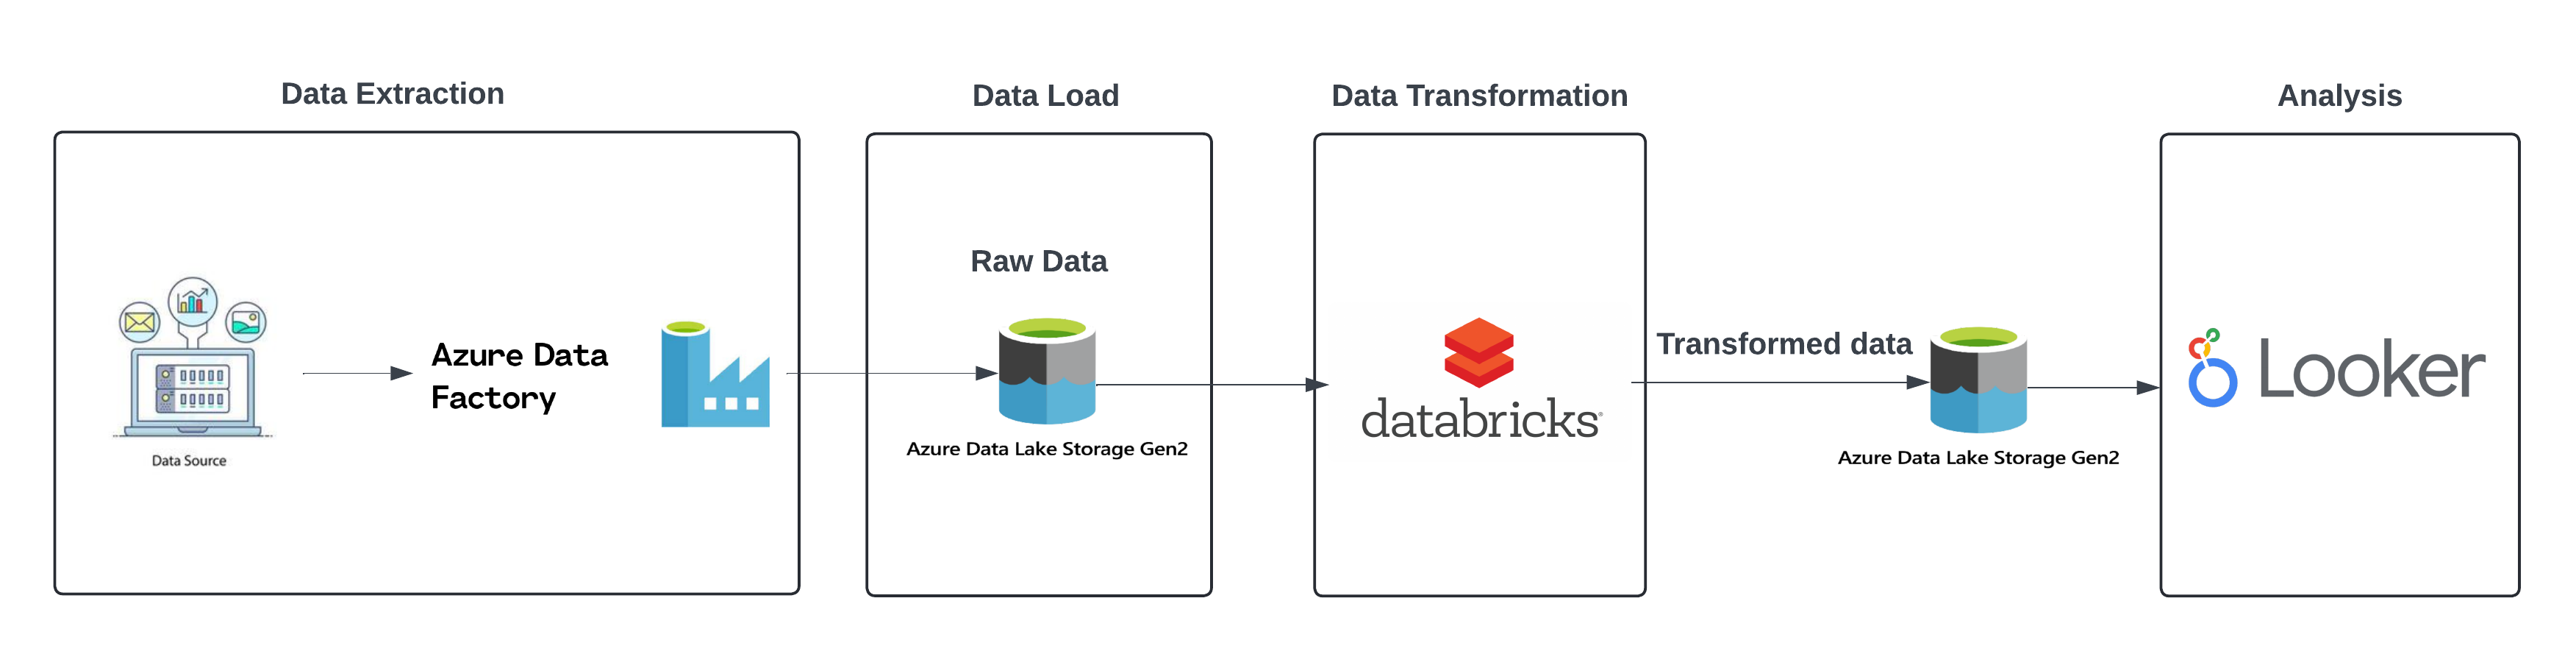 Data Extraction
Data Load
Data Transformation
Analysis
Data Source
Azure Data
Factory
Raw Data
Azure Data Lake Storage Gen2
databricks
Transformed data
Azure Data Lake Storage Gen2
Looker